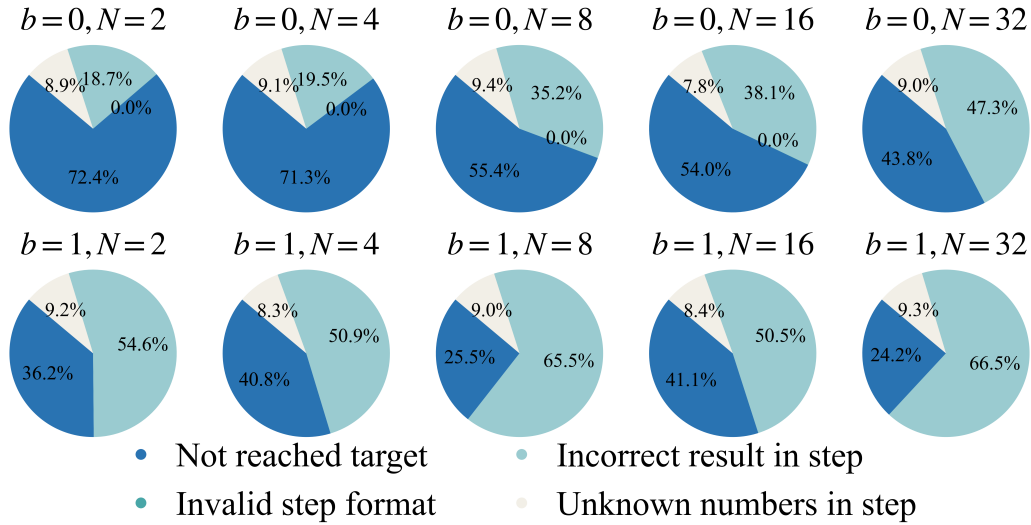 b=0, N=2 b=0, N=4 b=0, N=8 b=0, N=16 b=0, N=32
8.9% 18.7% 0.0% 72.4%
9.1% 19.5% 0.0% 71.3%
9.4% 35.2% 0.0% 55.4%
7.8% 38.1% 0.0% 54.0%
9.0% 47.3% 43.8%
b=1, N=2 b=1, N=4 b=1, N=8 b=1, N=16 b=1, N=32
9.2% 54.6% 36.2%
8.3% 50.9% 40.8%
9.0% 65.5% 25.5%
8.4% 50.5% 41.1%
9.3% 66.5% 24.2%
Not reached target Incorrect result in step
Invalid step format Unknown numbers in step